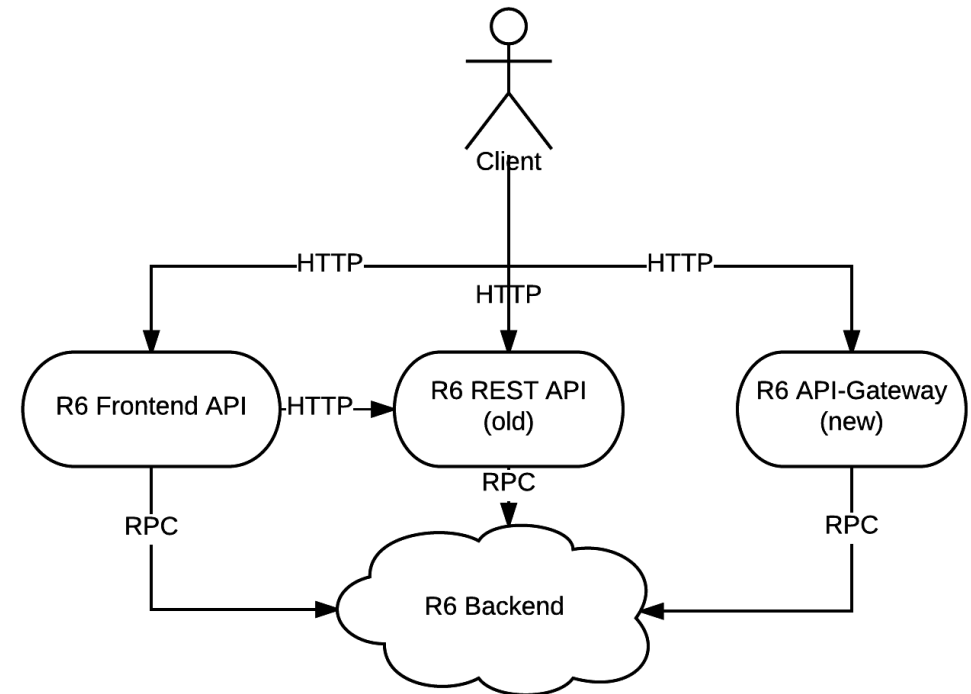 Client
HTTP
HTTP
HTTP
R6 Frontend API
HTTP
R6 REST API
(old)
R6 API-Gateway
(new)
RPC
RPC
RPC
R6 Backend